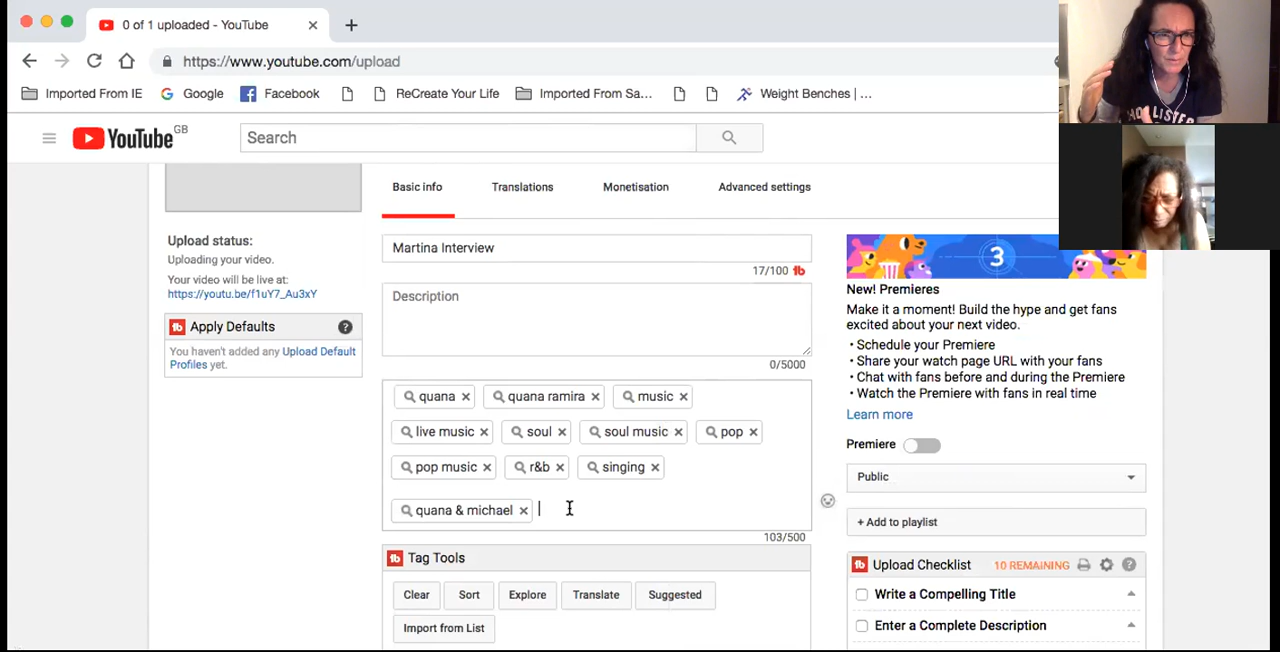 0 of 1 uploaded - YouTube
https://www.youtube.com/upload
Imported From IE
Google
Facebook
ReCreate Your Life
Imported From Sa...
Weight Benches | ...
YouTube GB
Search
HOLLISTER
Basic info
Translations
Monetisation
Advanced settings
Upload status:
Uploading your video.
Your video will be live at:
https://youtu.be/f1uY7_Au3xY
tb Apply Defaults ?
You haven't added any Upload Default
Profiles yet.
Martina Interview
17/100 tb
Description
0/5000
quana
quana ramira
music
live music
soul
soul music
pop
pop music
r&b
singing
quana & michael
103/500
tb Tag Tools
Clear
Sort
Explore
Translate
Suggested
Import from List
3
New! Premieres
Make it a moment! Build the hype and get fans
excited about your next video.
• Schedule your Premiere
• Share your watch page URL with your fans
• Chat with fans before and during the Premiere
• Watch the Premiere with fans in real time
Learn more
Premiere
Public
+ Add to playlist
tb Upload Checklist 10 REMAINING ?
Write a Compelling Title
Enter a Complete Description